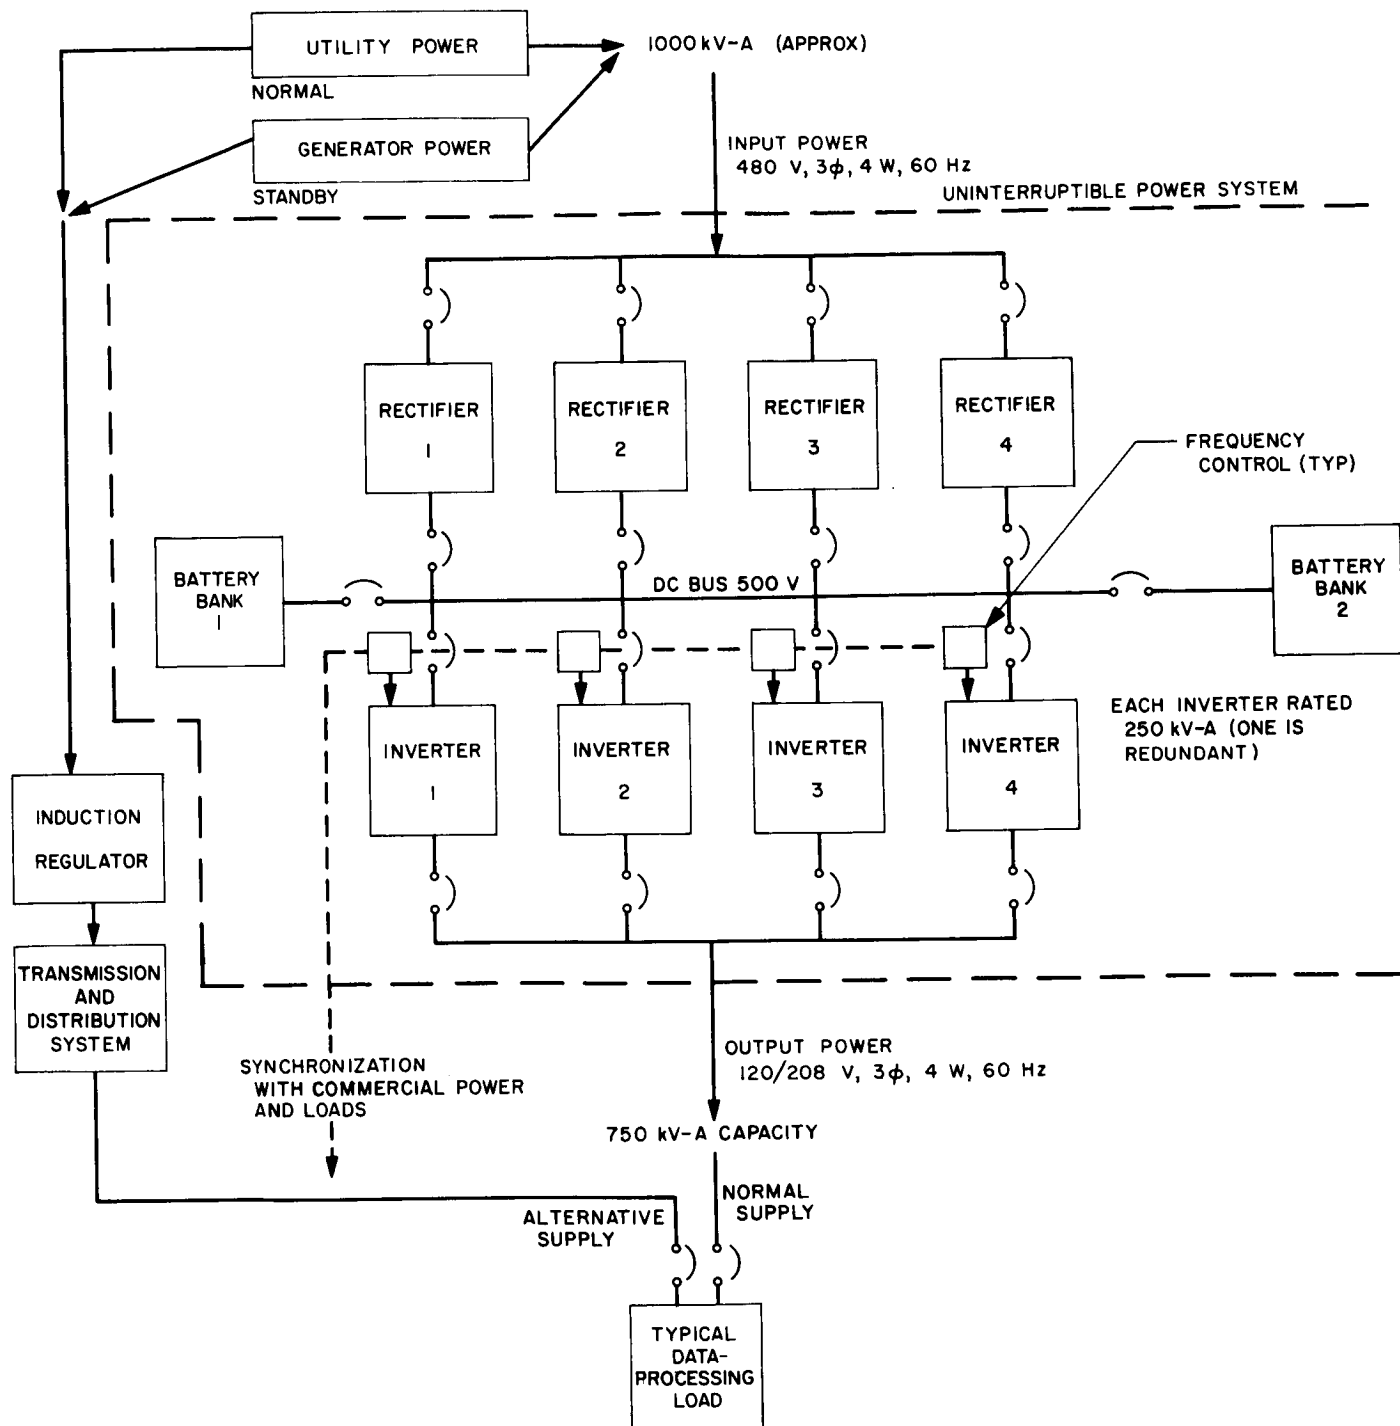 UTILITY POWER
1000 kV-A (APPROX)
NORMAL
GENERATOR POWER
STANDBY
INPUT POWER
480 V, 3ϕ, 4 W, 60 Hz
UNINTERRUPTIBLE POWER SYSTEM
RECTIFIER
1
RECTIFIER
2
RECTIFIER
3
RECTIFIER
4
FREQUENCY
CONTROL (TYP)
BATTERY
BANK
1
DC BUS 500 V
BATTERY
BANK
2
INVERTER
1
INVERTER
2
INVERTER
3
INVERTER
4
EACH INVERTER RATED
250 kV-A (ONE IS
REDUNDANT)
INDUCTION
REGULATOR
TRANSMISSION
AND
DISTRIBUTION
SYSTEM
SYNCHRONIZATION
WITH COMMERCIAL POWER
AND LOADS
OUTPUT POWER
120/208 V, 3ϕ, 4 W, 60 Hz
750 kV-A CAPACITY
NORMAL
SUPPLY
ALTERNATIVE
SUPPLY
TYPICAL
DATA-
PROCESSING
LOAD